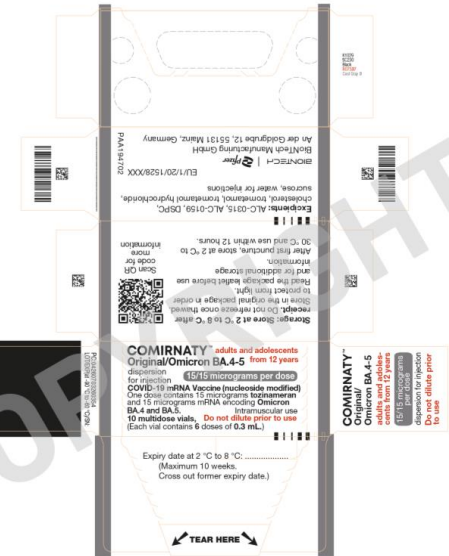 PAA194702
An der Goldgrube 12, 55131 Mainz, Germany
BioNTech Manufacturing GmbH
BIONTECH | Pfizer
EU/1/20/1528/XXX
Excipients: ALC-0315, ALC-0159, DSPC,
cholesterol, trometamol, trometamol hydrochloride,
sucrose, water for injections
Storage: Store at 2 °C to 8 °C after
receipt. Do not refreeze once thawed.
Store in the original package in order
to protect from light.
Read the package leaflet before use
and for additional storage
information.
After first puncture, store at 2 °C to
30 °C and use within 12 hours.
Scan QR
code for
more
information
COMIRNATY™ adults and adolescents
Original/Omicron BA.4-5 from 12 years
dispersion
for injection 15/15 micrograms per dose
COVID-19 mRNA Vaccine (nucleoside modified)
One dose contains 15 micrograms tozinameran
and 15 micrograms mRNA encoding Omicron
BA.4 and BA.5. Intramuscular use
10 multidose vials, Do not dilute prior to use
(Each vial contains 6 doses of 0.3 mL.)
Expiry date at 2 °C to 8 °C: ...................
(Maximum 10 weeks.
Cross out former expiry date.)
TEAR HERE
COMIRNATY™
Original/
Omicron BA.4-5
adults and adoles-
cents from 12 years
15/15 micrograms
per dose
dispersion for injection
Do not dilute prior
to use
COPYRIGHT